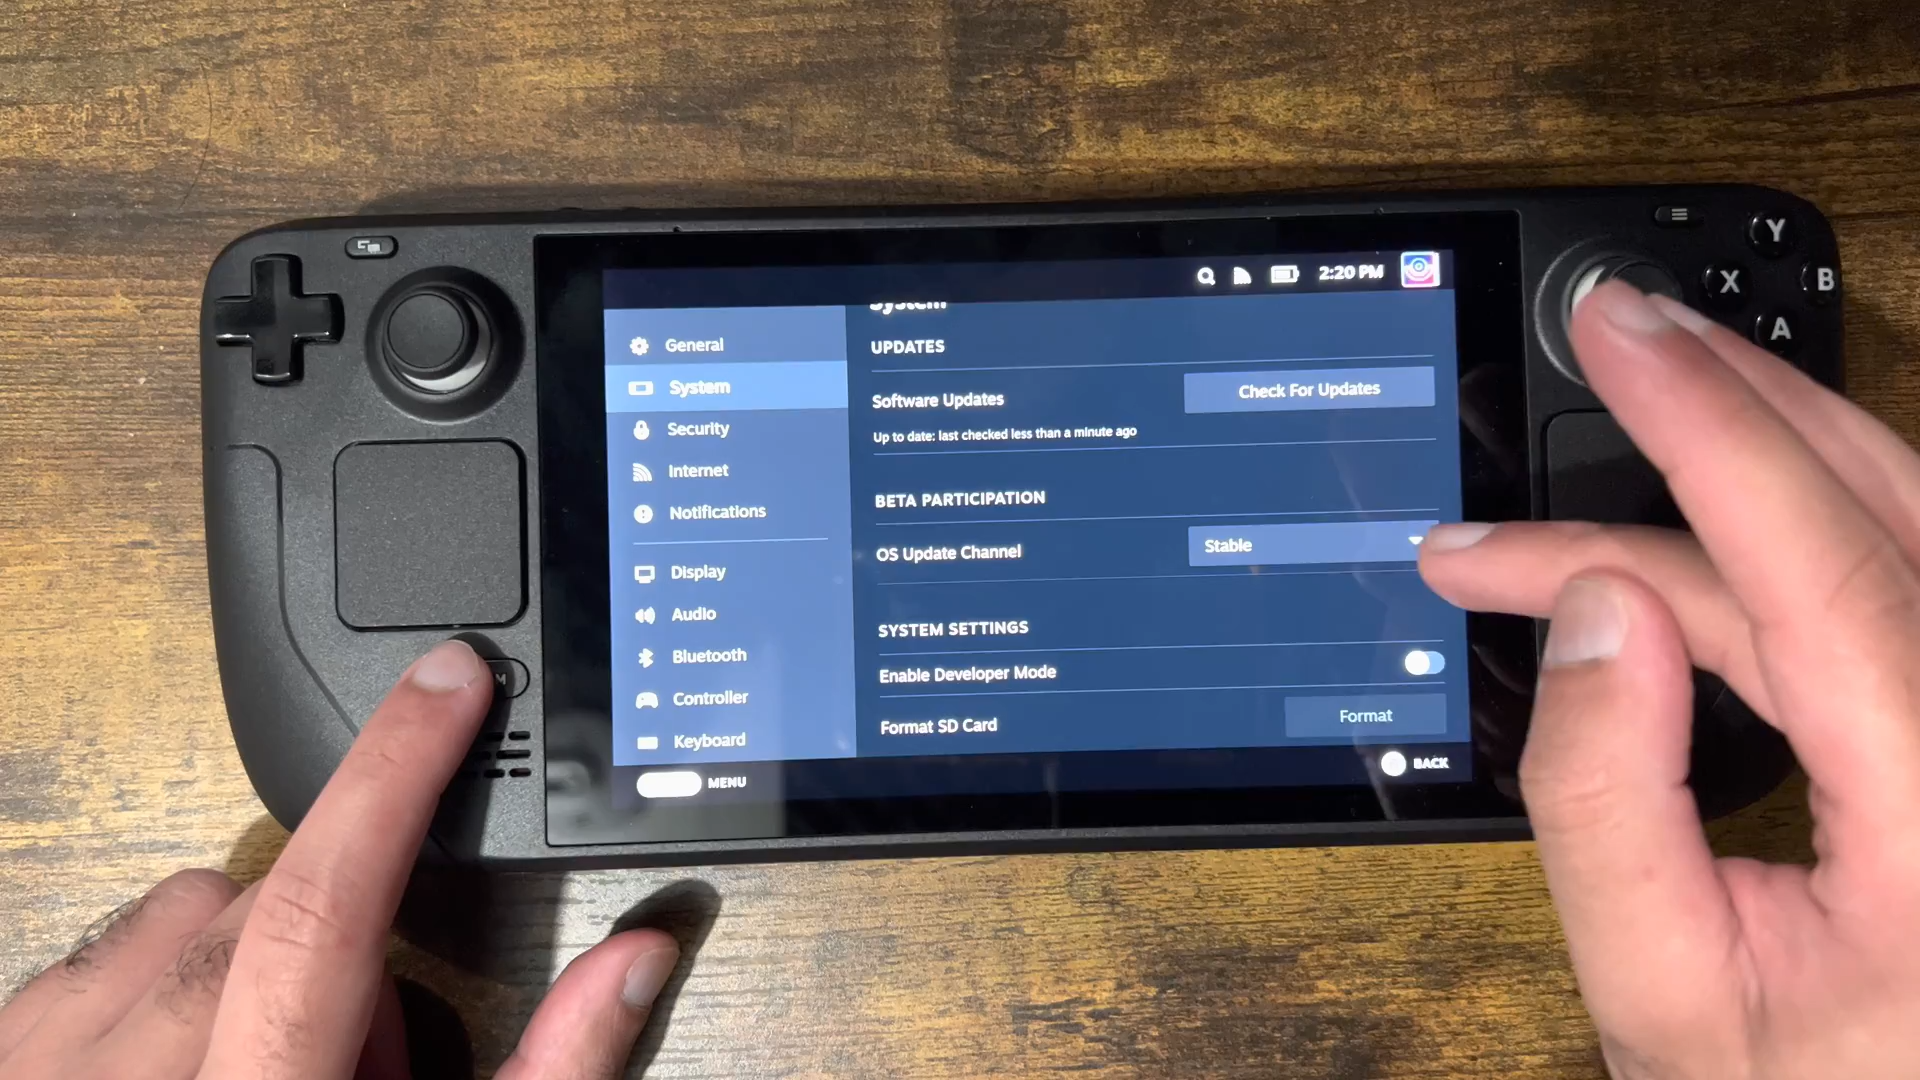 2:20 PM
System
General
System
Security
Internet
Notifications
Display
Audio
Bluetooth
Controller
Keyboard
UPDATES
Software Updates
Check For Updates
Up to date: last checked less than a minute ago
BETA PARTICIPATION
OS Update Channel
Stable
SYSTEM SETTINGS
Enable Developer Mode
Format SD Card
Format
MENU
BACK
Y
X
B
A
M